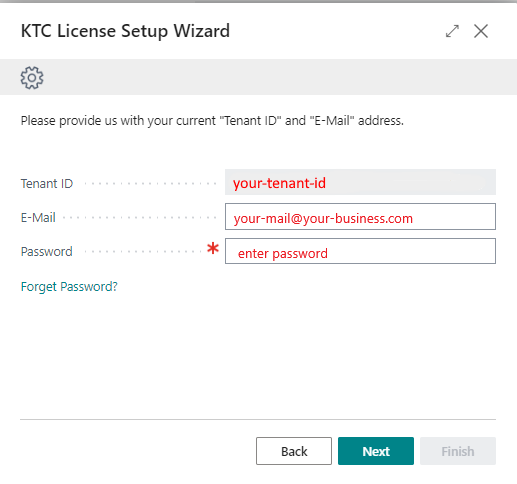 KTC License Setup Wizard
Please provide us with your current "Tenant ID" and "E-Mail" address.
Tenant ID your-tenant-id
E-Mail your-mail@your-business.com
Password * enter password
Forget Password?
Back Next Finish